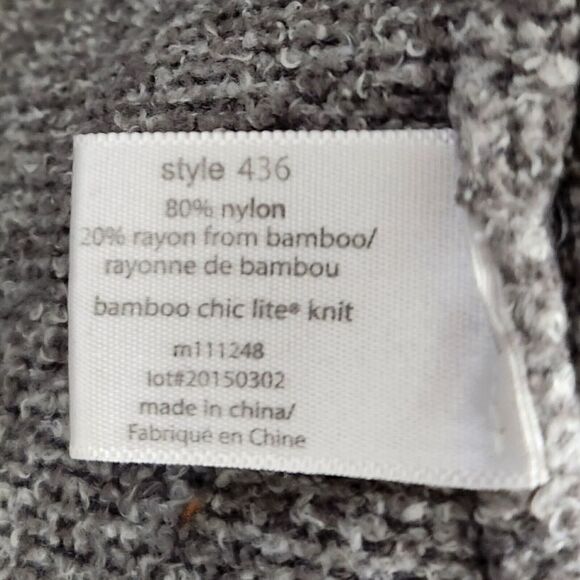 style 436
80% nylon
20% rayon from bamboo/
rayonne de bambou
bamboo chic lite® knit
m111248
lot#20150302
made in china/
Fabriqué en Chine